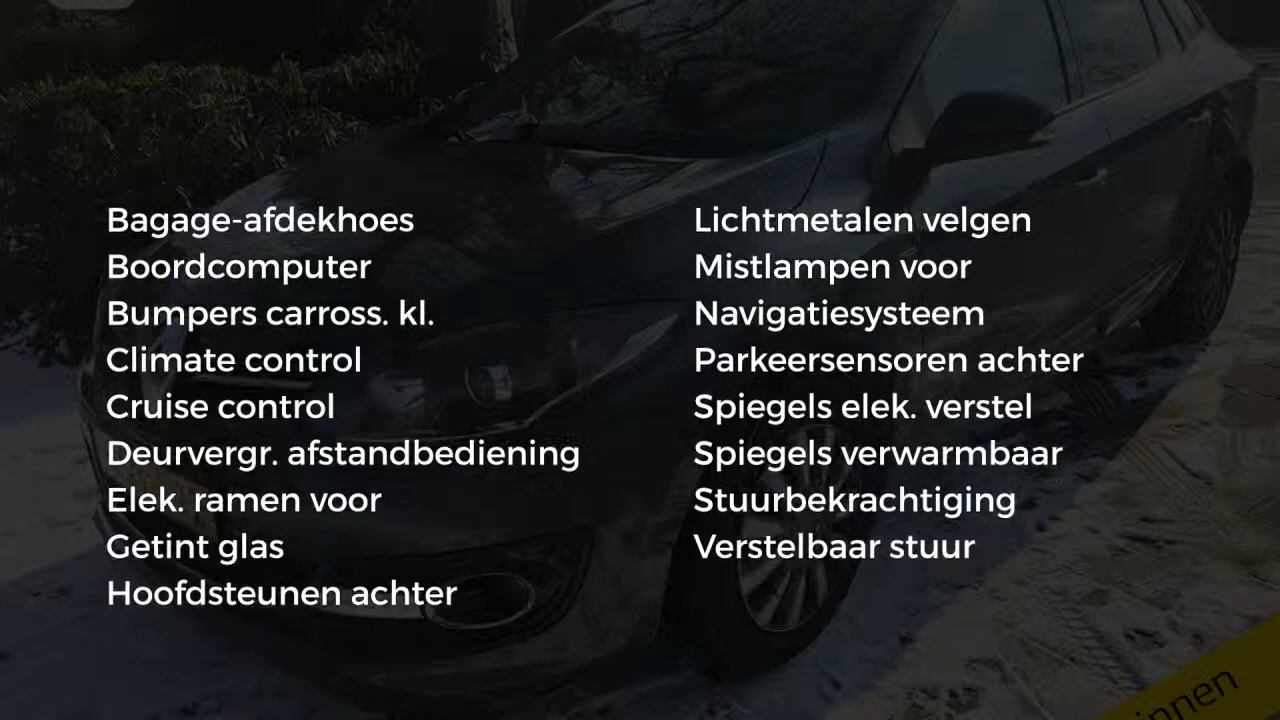 Bagage-afdekhoes
Boordcomputer
Bumpers carross. kl.
Climate control
Cruise control
Deurvergr. afstandbediening
Elek. ramen voor
Getint glas
Hoofdsteunen achter
Lichtmetalen velgen
Mistlampen voor
Navigatiesysteem
Parkeersensoren achter
Spiegels elek. verstel
Spiegels verwarmbaar
Stuurbekrachtiging
Verstelbaar stuur